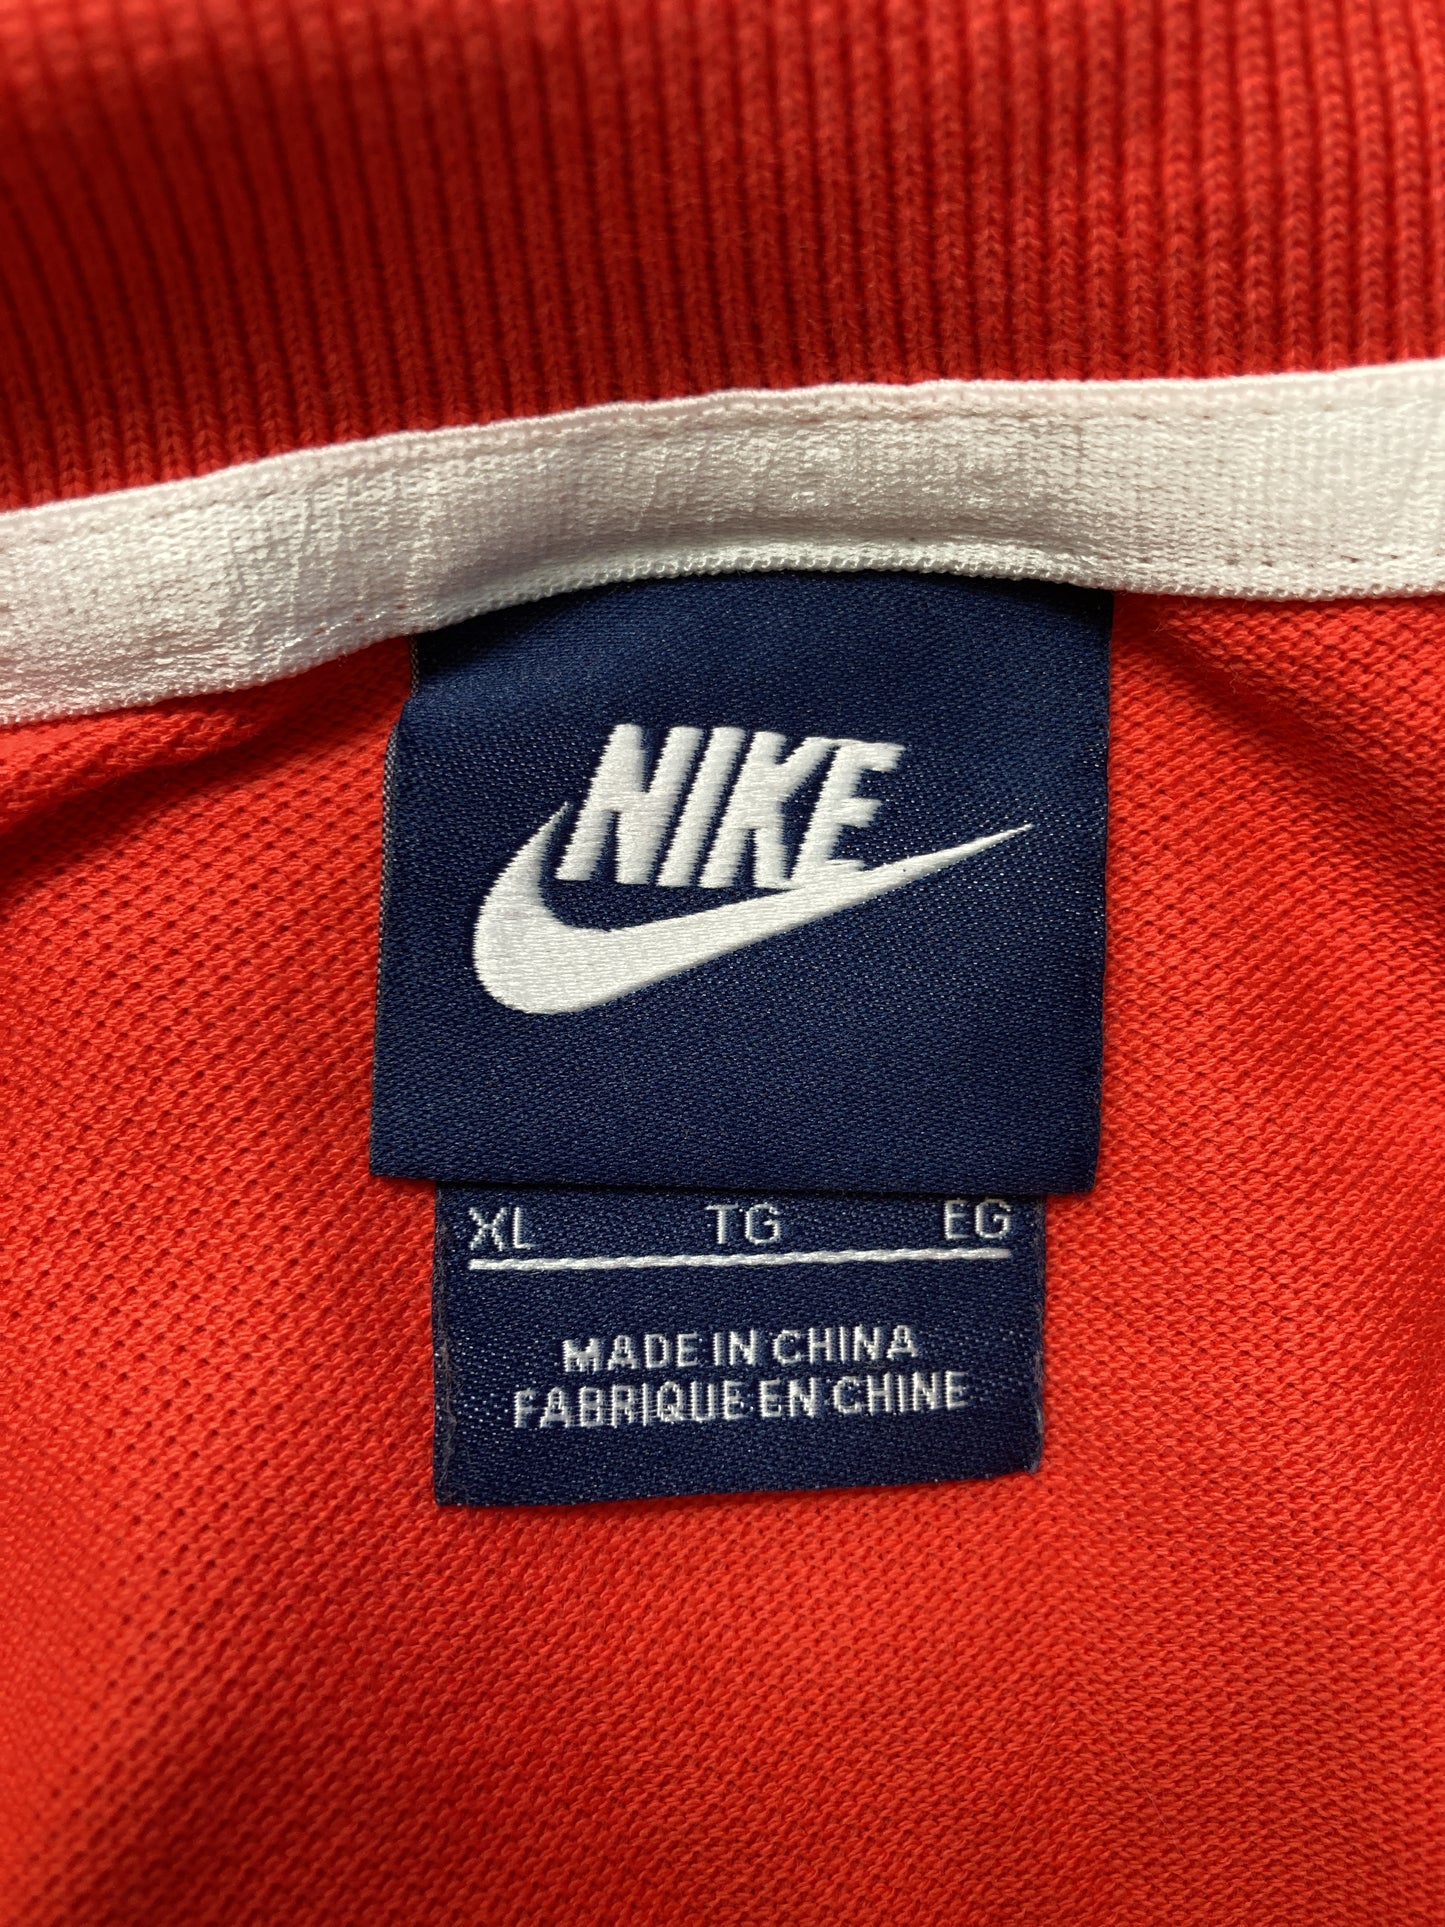 NIKE
XL TG EG
MADE IN CHINA
FABRIQUE EN CHINE